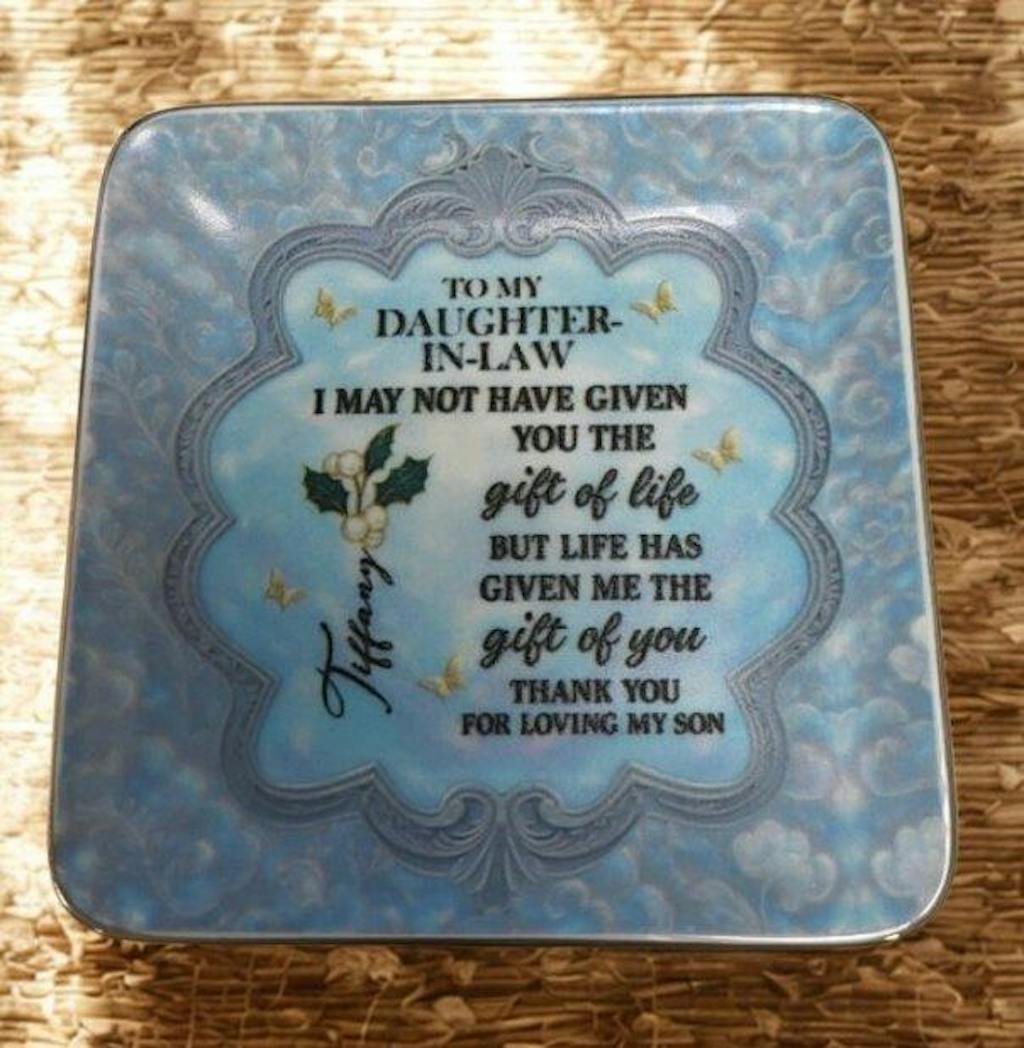 TO MY
DAUGHTER-
IN-LAW
I MAY NOT HAVE GIVEN
YOU THE
gift of life
BUT LIFE HAS
GIVEN ME THE
gift of you
THANK YOU
FOR LOVING MY SON
Tiffany